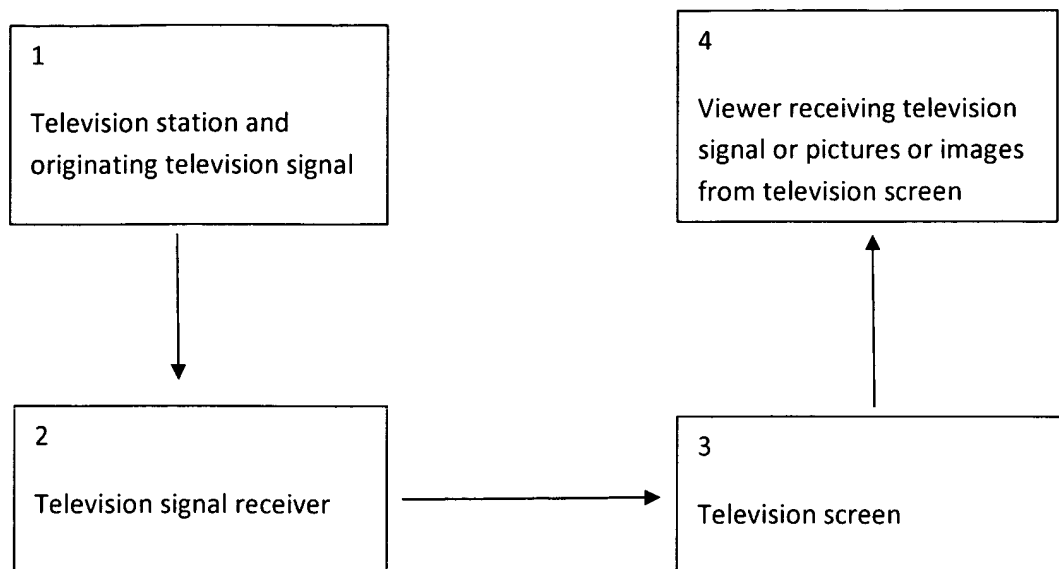 1
Television station and
originating television signal
2
Television signal receiver
3
Television screen
4
Viewer receiving television
signal or pictures or images
from television screen